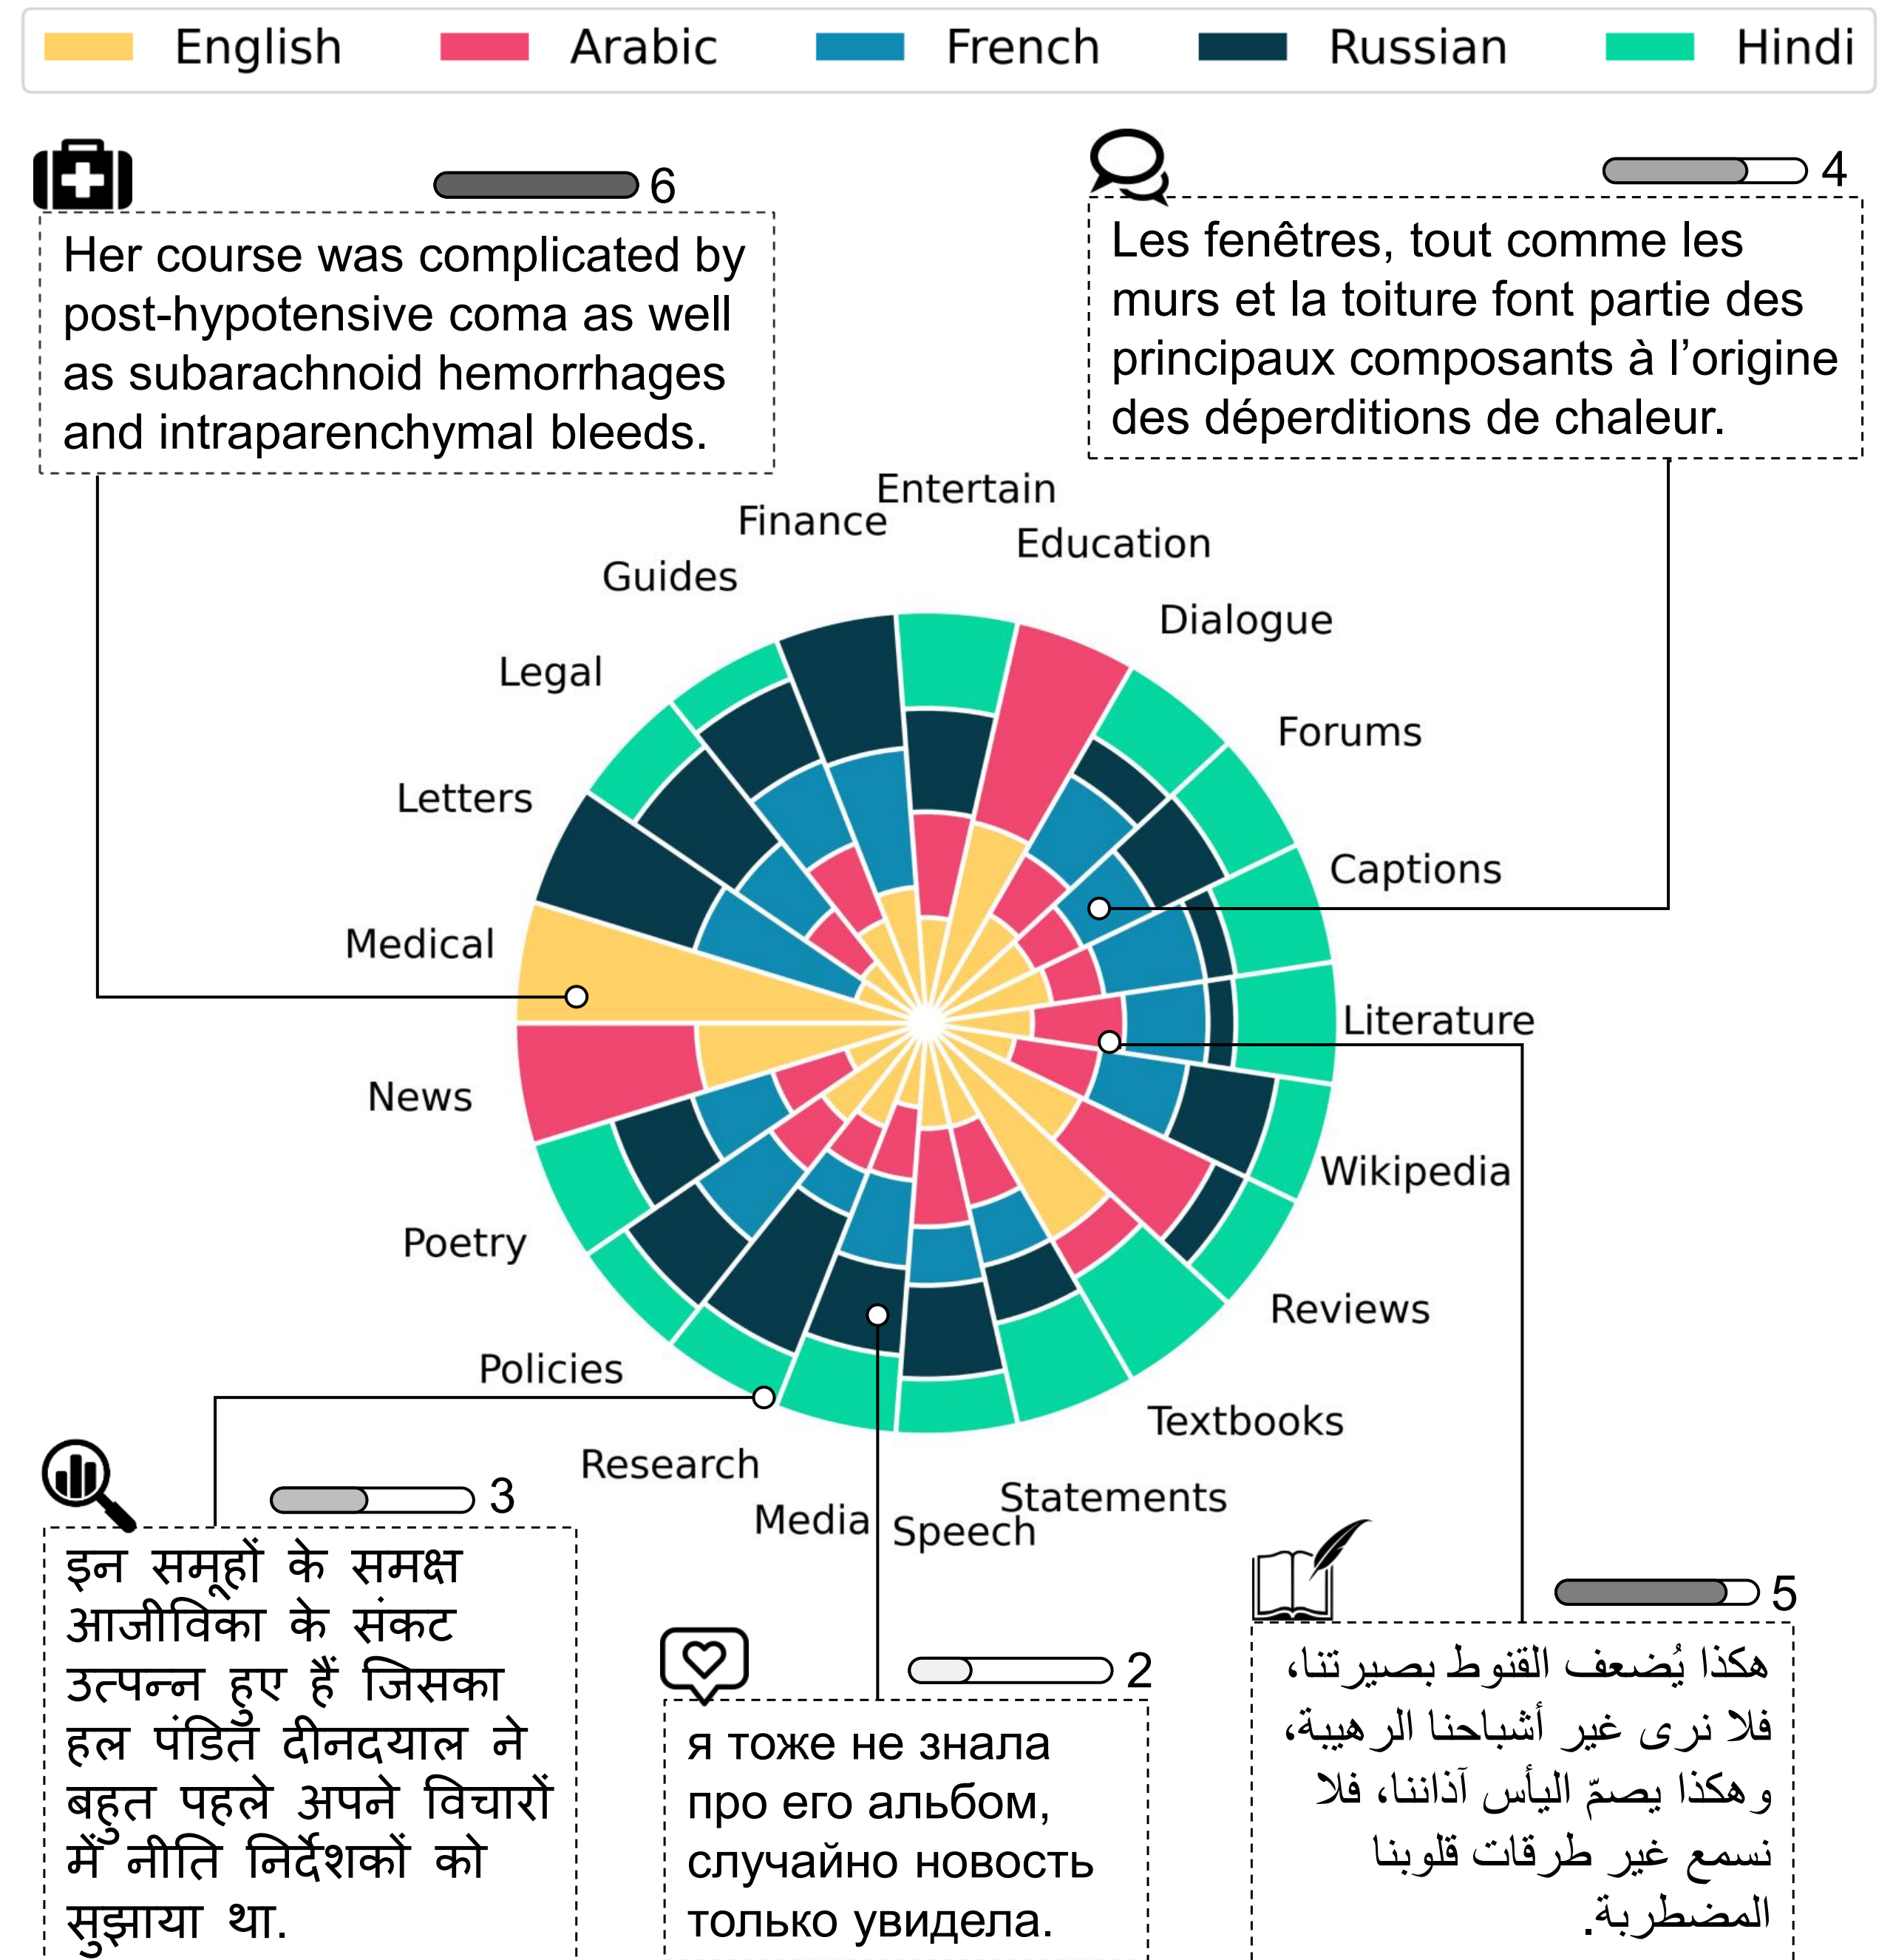 English Arabic French Russian Hindi
6
Her course was complicated by
post-hypotensive coma as well
as subarachnoid hemorrhages
and intraparenchymal bleeds.
4
Les fenêtres, tout comme les
murs et la toiture font partie des
principaux composants à l’origine
des déperditions de chaleur.
Entertain
Finance
Education
Guides
Dialogue
Legal
Forums
Letters
Captions
Medical
Literature
News
Wikipedia
Poetry
Reviews
Policies
Textbooks
Research
Statements
Media
Speech
3
इन समूहों के समक्ष
आजीविका के संकट
उत्पन्न हुए हैं जिसका
हल पंडित दीनदयाल ने
बहुत पहले अपने विचारों
में नीति निर्देशकों को
सुझाया था.
2
я тоже не знала
про его альбом,
случайно новость
только увидела.
5
هكذا يُضعف القنوط بصيرتنا،
فلا نرى غير أشباحنا الرهيبة،
وهكذا يصمّ اليأس آذاننا، فلا
نسمع غير طرقات قلوبنا
المضطربة.